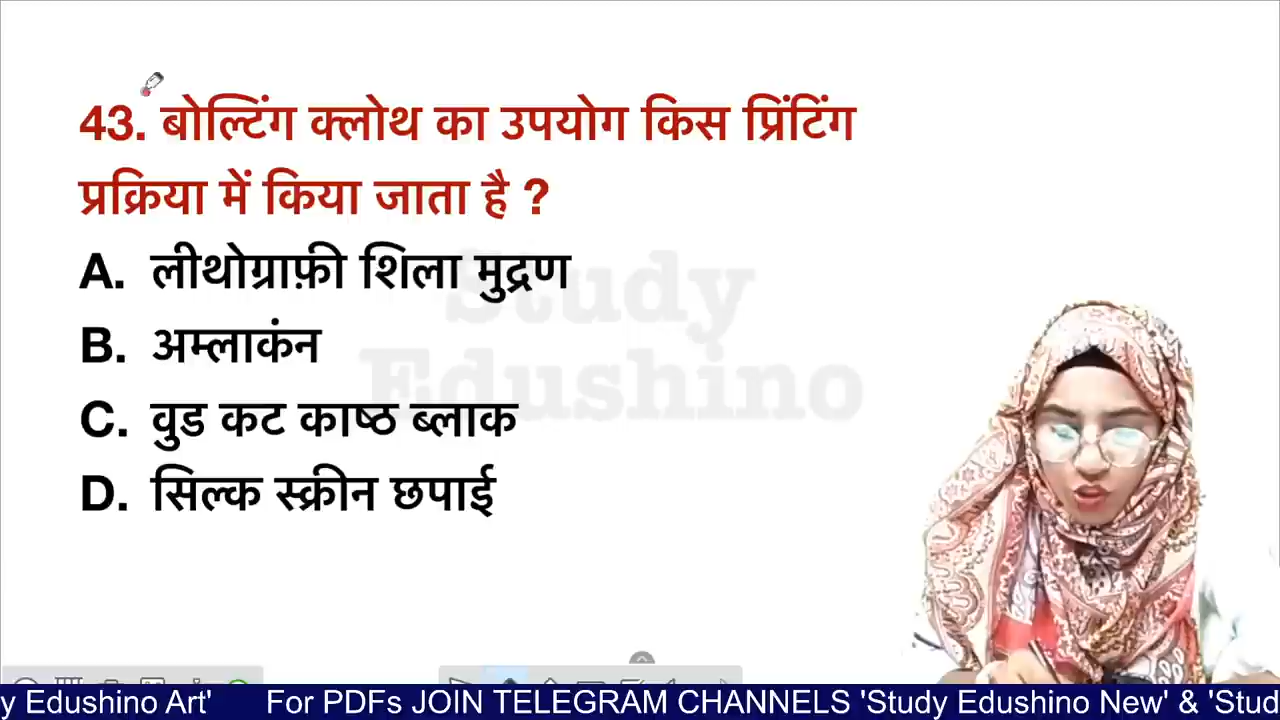 43. बोल्टिंग क्लोथ का उपयोग किस प्रिंटिंग
प्रक्रिया में किया जाता है ?
A. लीथोग्राफ़ी शिला मुद्रण
B. अम्लाकंन
C. वुड कट काष्ठ ब्लाक
D. सिल्क स्क्रीन छपाई
Study
Edushino
y Edushino Art' For PDFs JOIN TELEGRAM CHANNELS 'Study Edushino New' & 'Stud